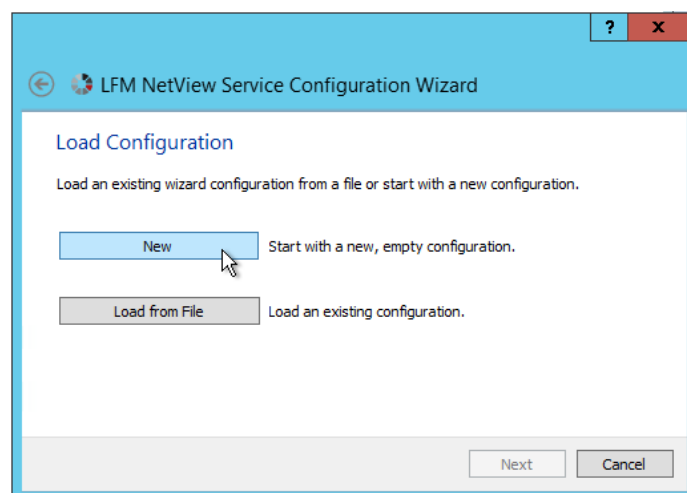 ? x
LFM NetView Service Configuration Wizard
Load Configuration
Load an existing wizard configuration from a file or start with a new configuration.
New Start with a new, empty configuration.
Load from File Load an existing configuration.
Next Cancel